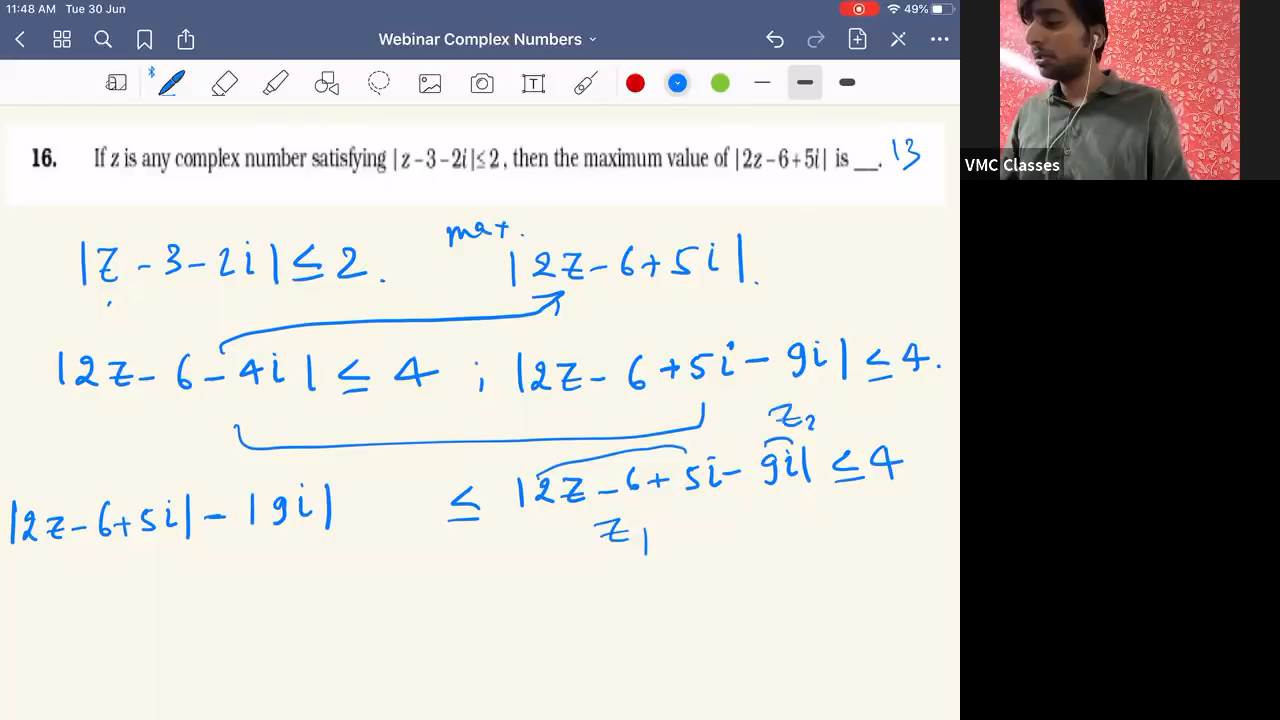 11:48 AM Tue 30 Jun
49%
Webinar Complex Numbers
T
VMC Classes
16. If z is any complex number satisfying |z-3-2i|≤2, then the maximum value of |2z-6+5i| is __. 13
max.
|z-3-2i|≤2. |2z-6+5i|.
|2z-6-4i| ≤ 4 ; |2z-6+5i-9i| ≤ 4.
z₂
|2z-6+5i|-|9i| ≤ |2z-6+5i-9i| ≤ 4
z₁